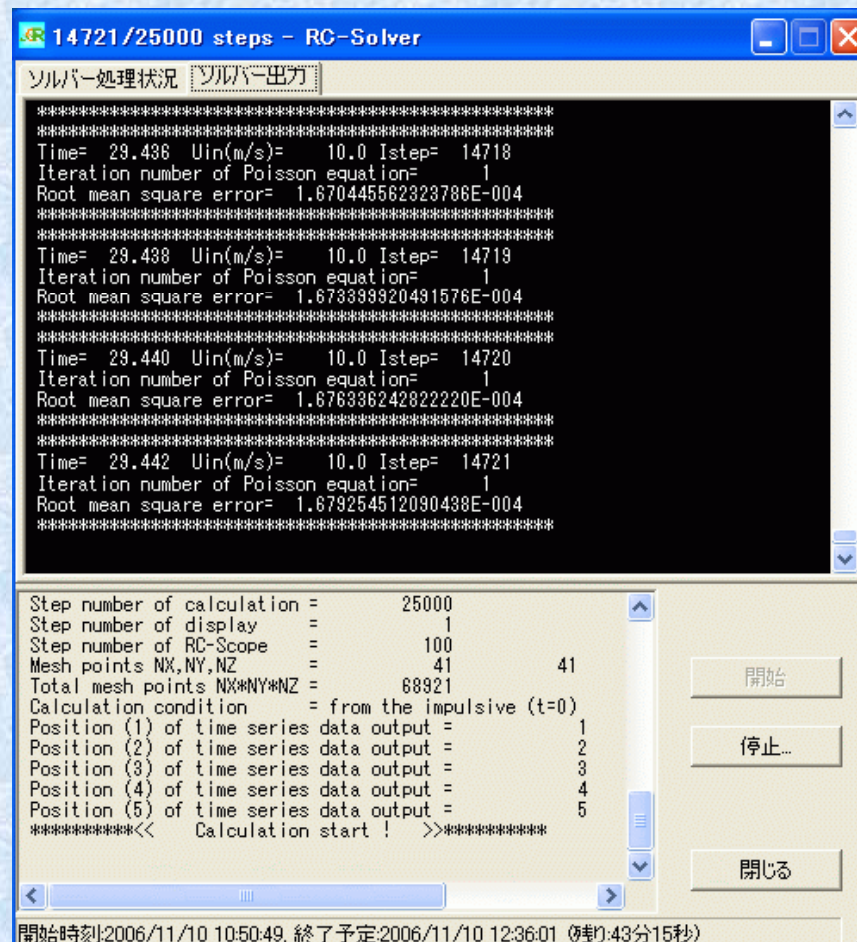 14721/25000 steps - RC-Solver
ソルバー処理状況 ソルバー出力
**************************************************
**************************************************
Time= 29.436 Uin(m/s)= 10.0 Istep= 14718
Iteration number of Poisson equation= 1
Root mean square error= 1.670445562323786E-004
**************************************************
**************************************************
Time= 29.438 Uin(m/s)= 10.0 Istep= 14719
Iteration number of Poisson equation= 1
Root mean square error= 1.673399920491576E-004
**************************************************
**************************************************
Time= 29.440 Uin(m/s)= 10.0 Istep= 14720
Iteration number of Poisson equation= 1
Root mean square error= 1.676336242822220E-004
**************************************************
**************************************************
Time= 29.442 Uin(m/s)= 10.0 Istep= 14721
Iteration number of Poisson equation= 1
Root mean square error= 1.679254512090438E-004
**************************************************
Step number of calculation = 25000
Step number of display = 1
Step number of RC-Scope = 100
Mesh points NX,NY,NZ = 41 41
Total mesh points NX*NY*NZ = 68921
Calculation condition = from the impulsive (t=0)
Position (1) of time series data output = 1
Position (2) of time series data output = 2
Position (3) of time series data output = 3
Position (4) of time series data output = 4
Position (5) of time series data output = 5
**********<< Calculation start ! >>**********
開始
停止...
閉じる
開始時刻:2006/11/10 10:50:49, 終了予定:2006/11/10 12:36:01 (残り:43分15秒)